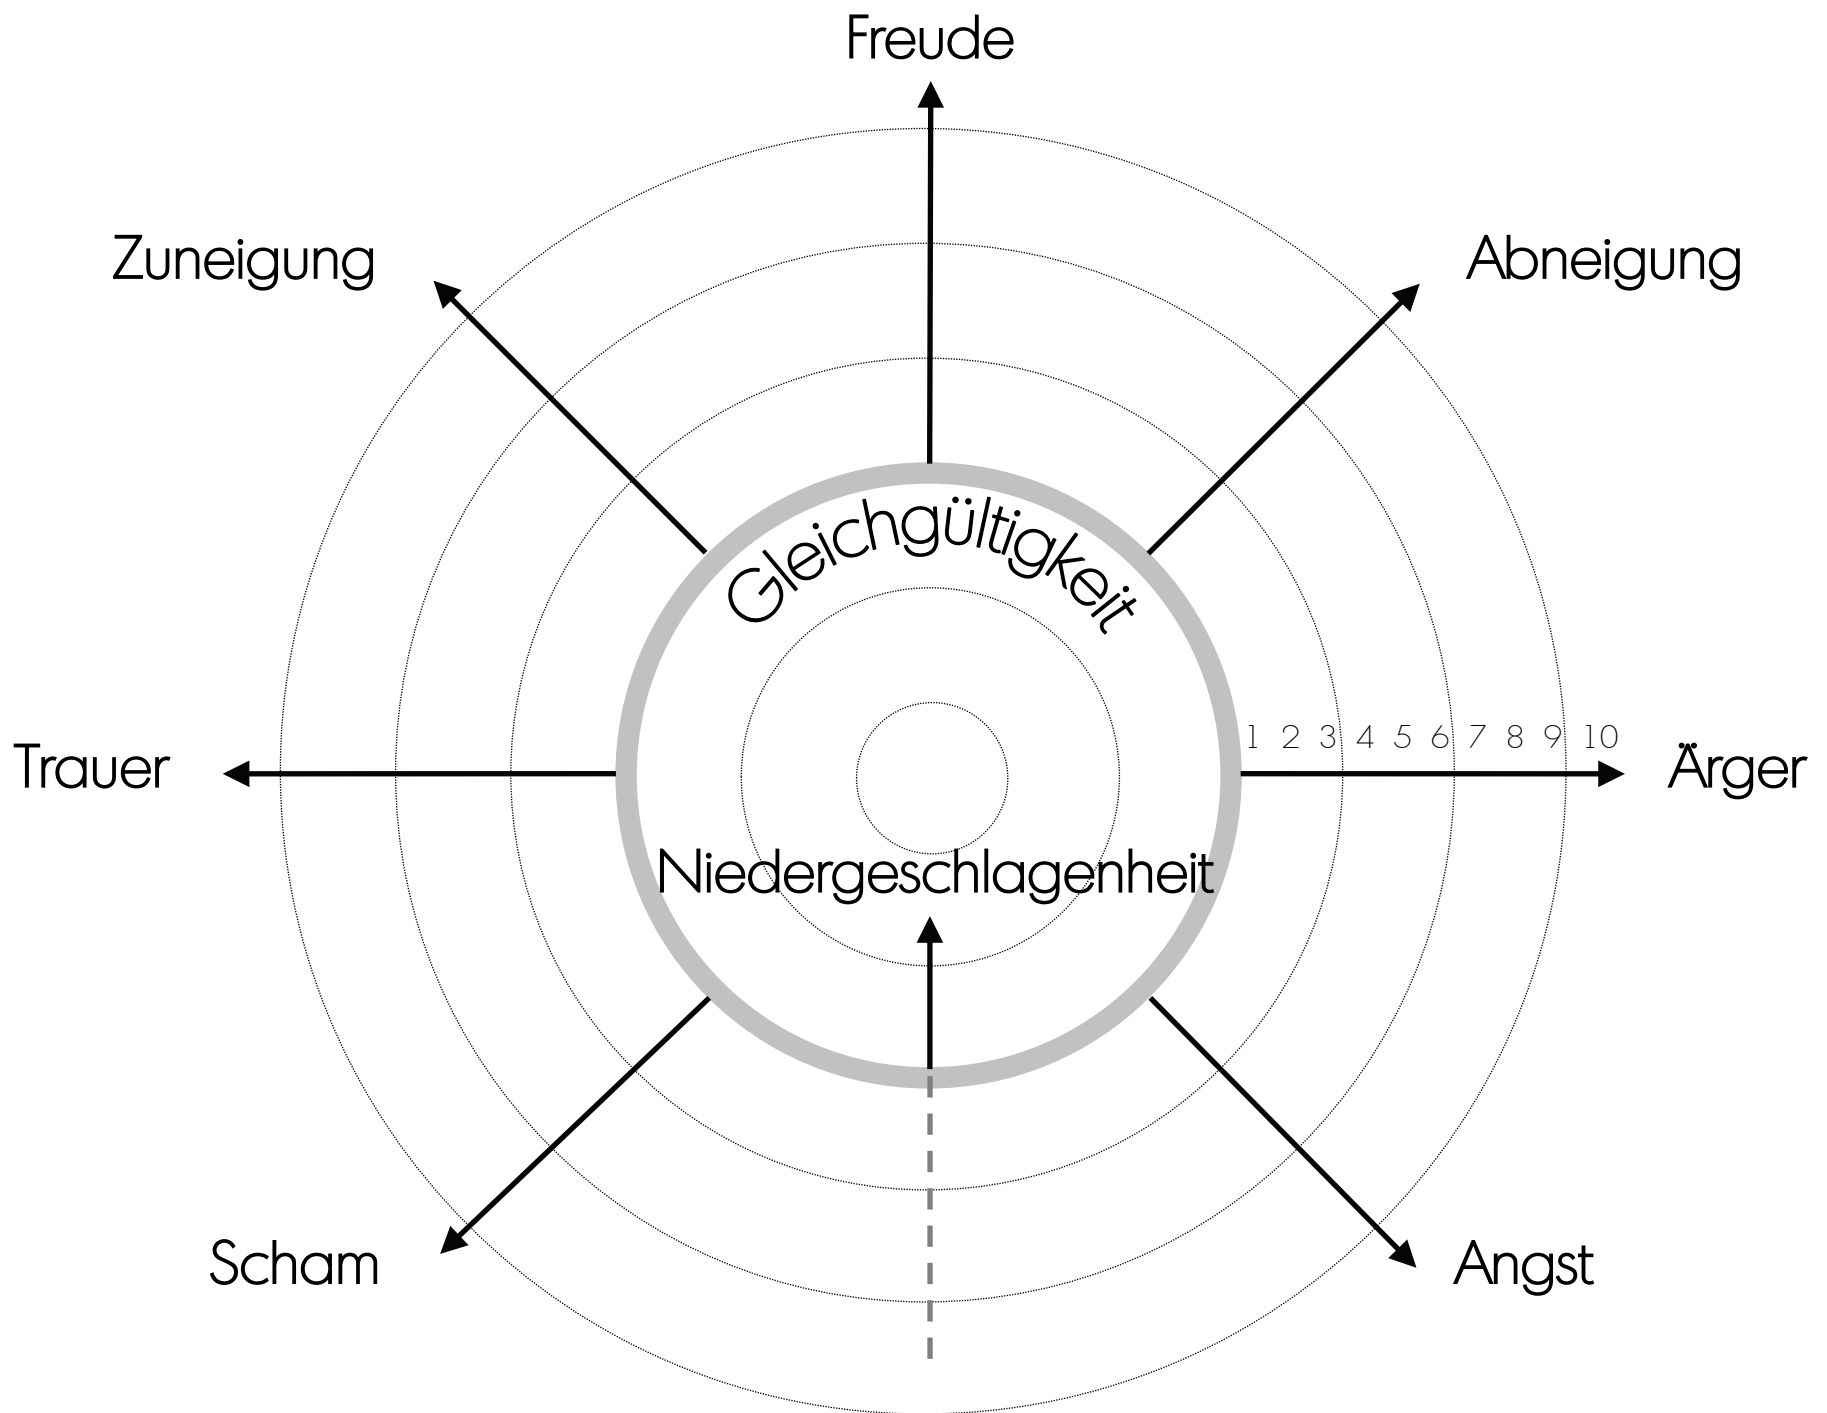 Freude
Zuneigung
Abneigung
Gleichgültigkeit
1 2 3 4 5 6 7 8 9 10
Trauer
Ärger
Niedergeschlagenheit
Scham
Angst